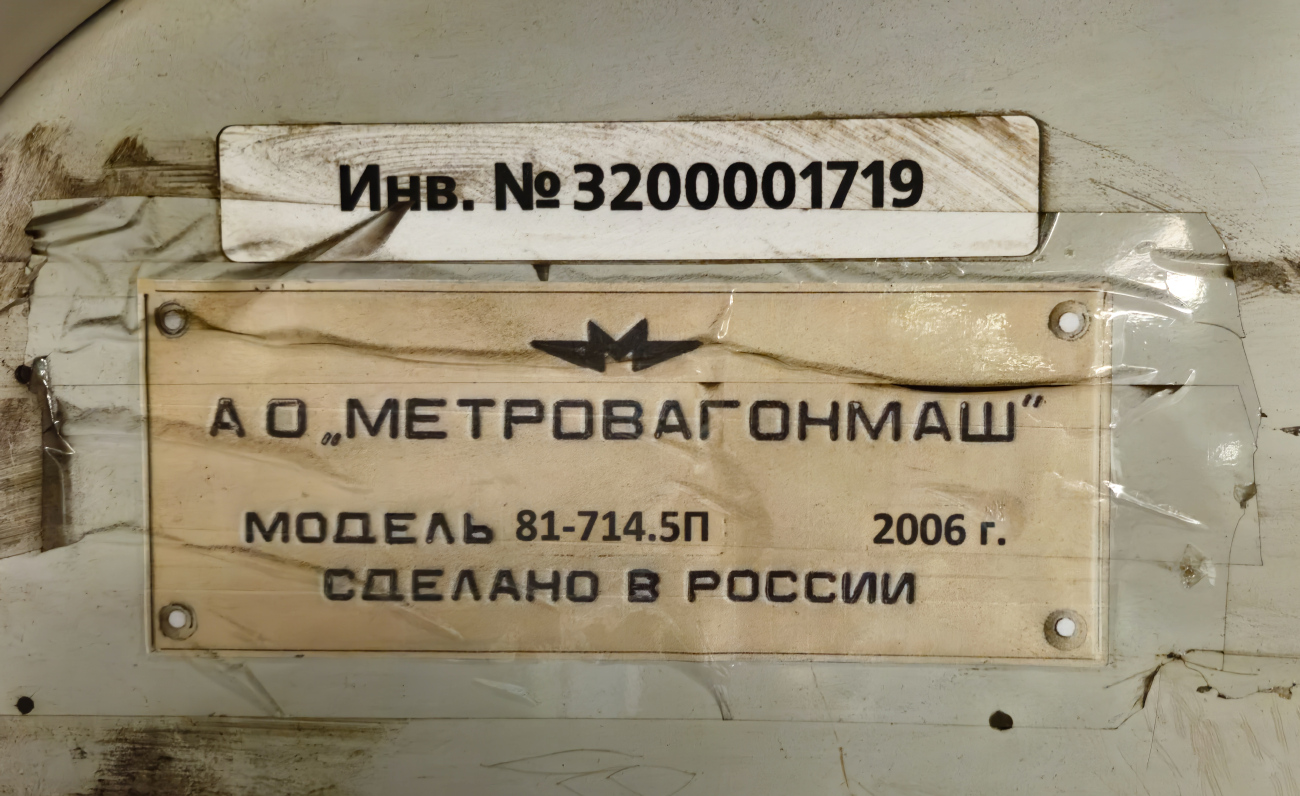 Инв. № 3200001719
М
АО „МЕТРОВАГОНМАШ”
МОДЕЛЬ 81-714.5П 2006 г.
СДЕЛАНО В РОССИИ